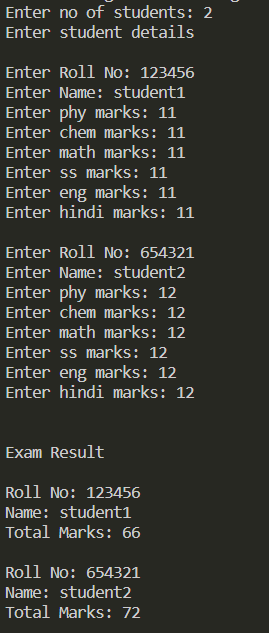 Enter no of students: 2
Enter student details
Enter Roll No: 123456
Enter Name: student1
Enter phy marks: 11
Enter chem marks: 11
Enter math marks: 11
Enter ss marks: 11
Enter eng marks: 11
Enter hindi marks: 11
Enter Roll No: 654321
Enter Name: student2
Enter phy marks: 12
Enter chem marks: 12
Enter math marks: 12
Enter ss marks: 12
Enter eng marks: 12
Enter hindi marks: 12
Exam Result
Roll No: 123456
Name: student1
Total Marks: 66
Roll No: 654321
Name: student2
Total Marks: 72